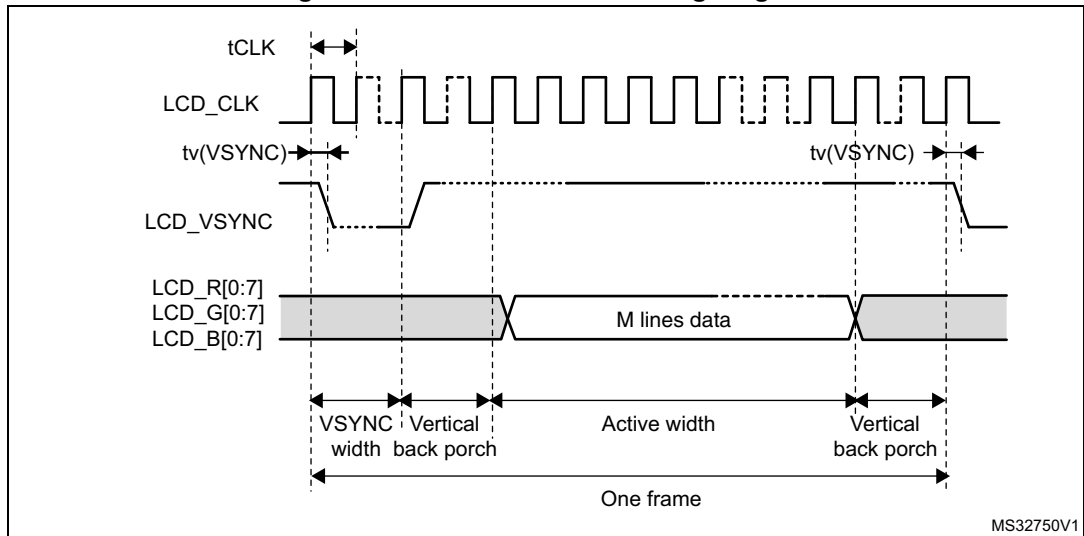 tCLK
LCD_CLK
tv(VSYNC)
tv(VSYNC)
LCD_VSYNC
LCD_R[0:7]
LCD_G[0:7]
LCD_B[0:7]
M lines data
VSYNC width
Vertical back porch
Active width
Vertical back porch
One frame
MS32750V1